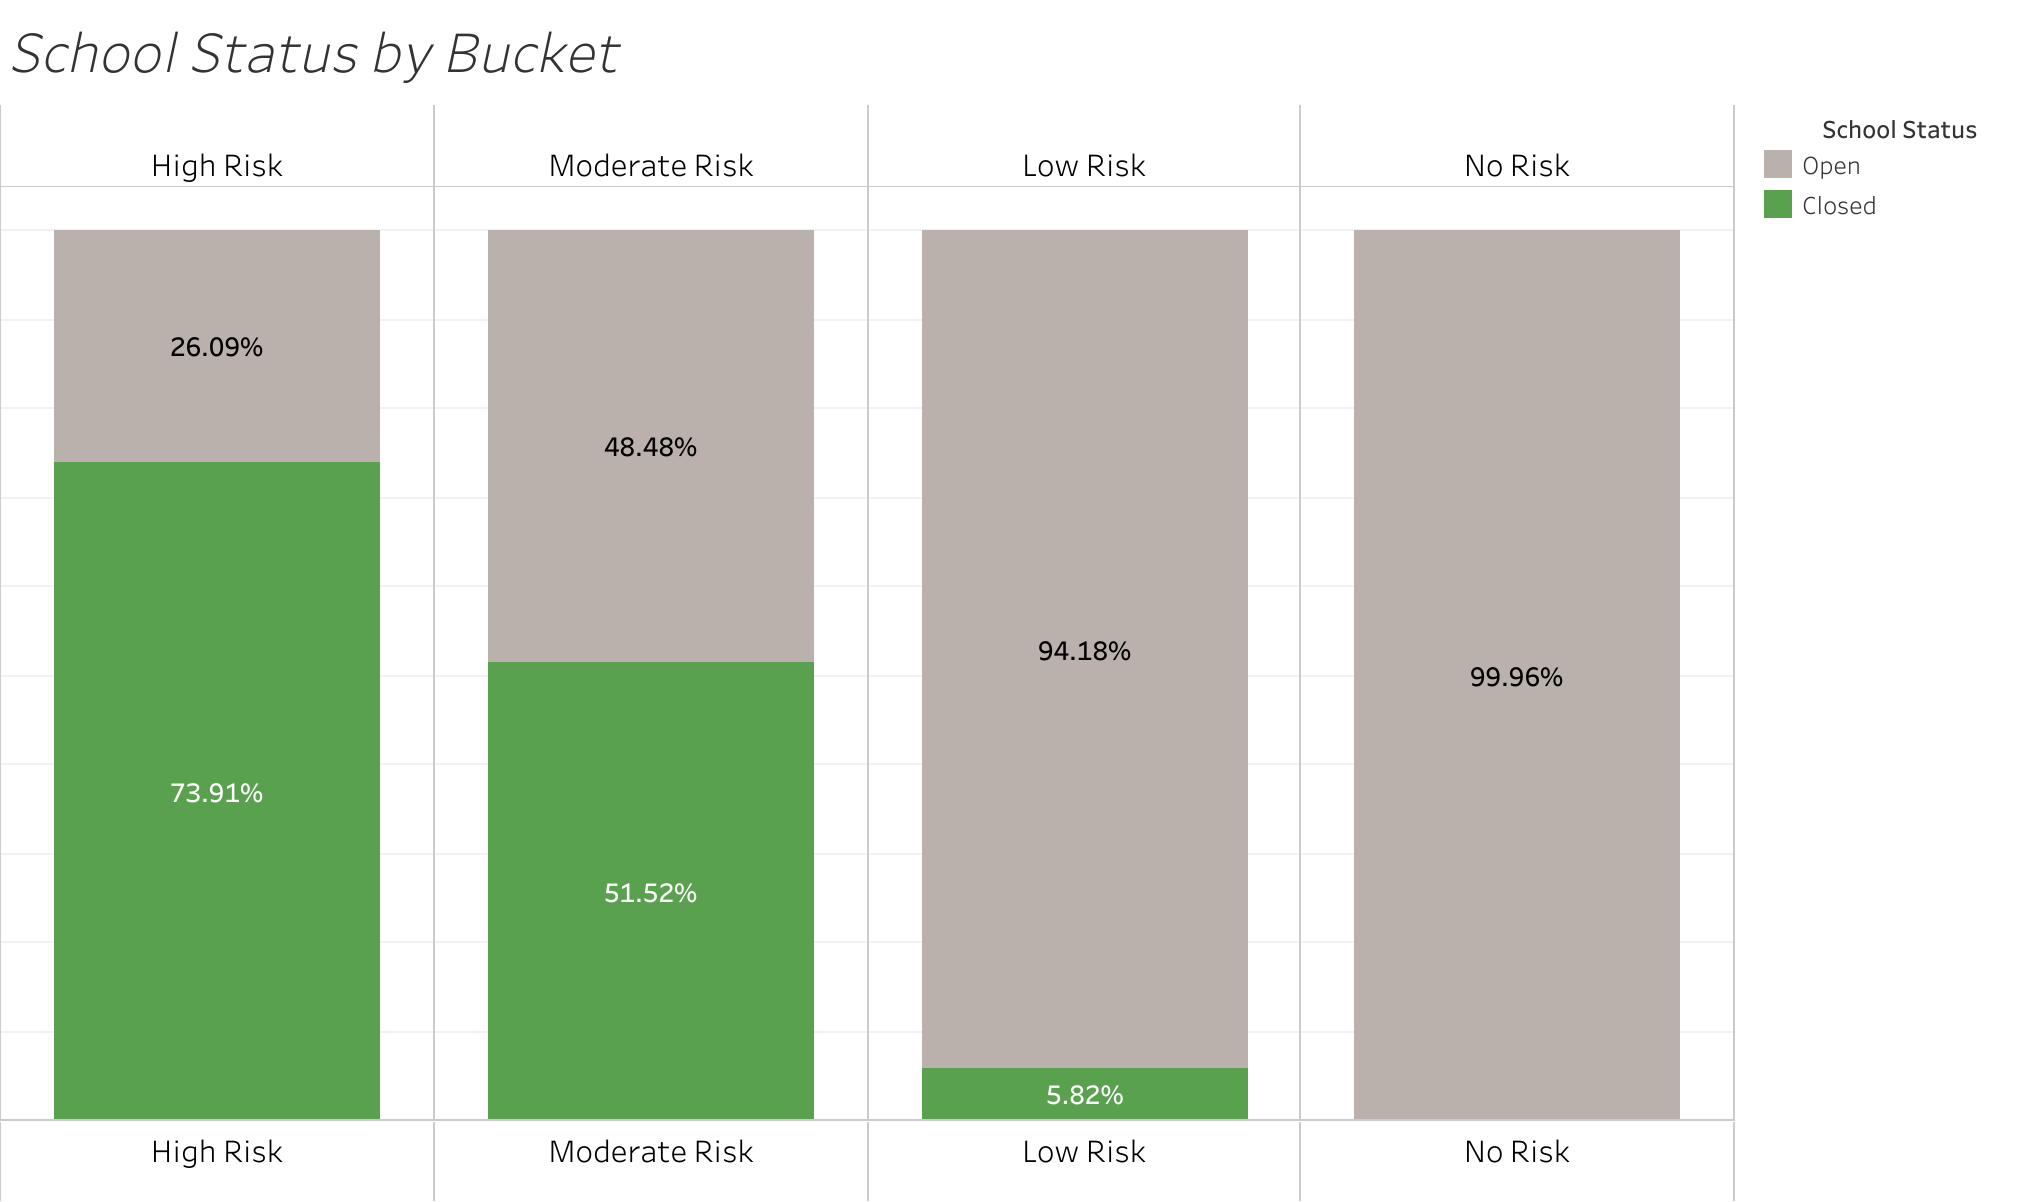 School Status by Bucket
School Status
High Risk Moderate Risk Low Risk No Risk
Open
Closed
26.09%
48.48%
94.18%
99.96%
73.91%
51.52%
5.82%
High Risk Moderate Risk Low Risk No Risk